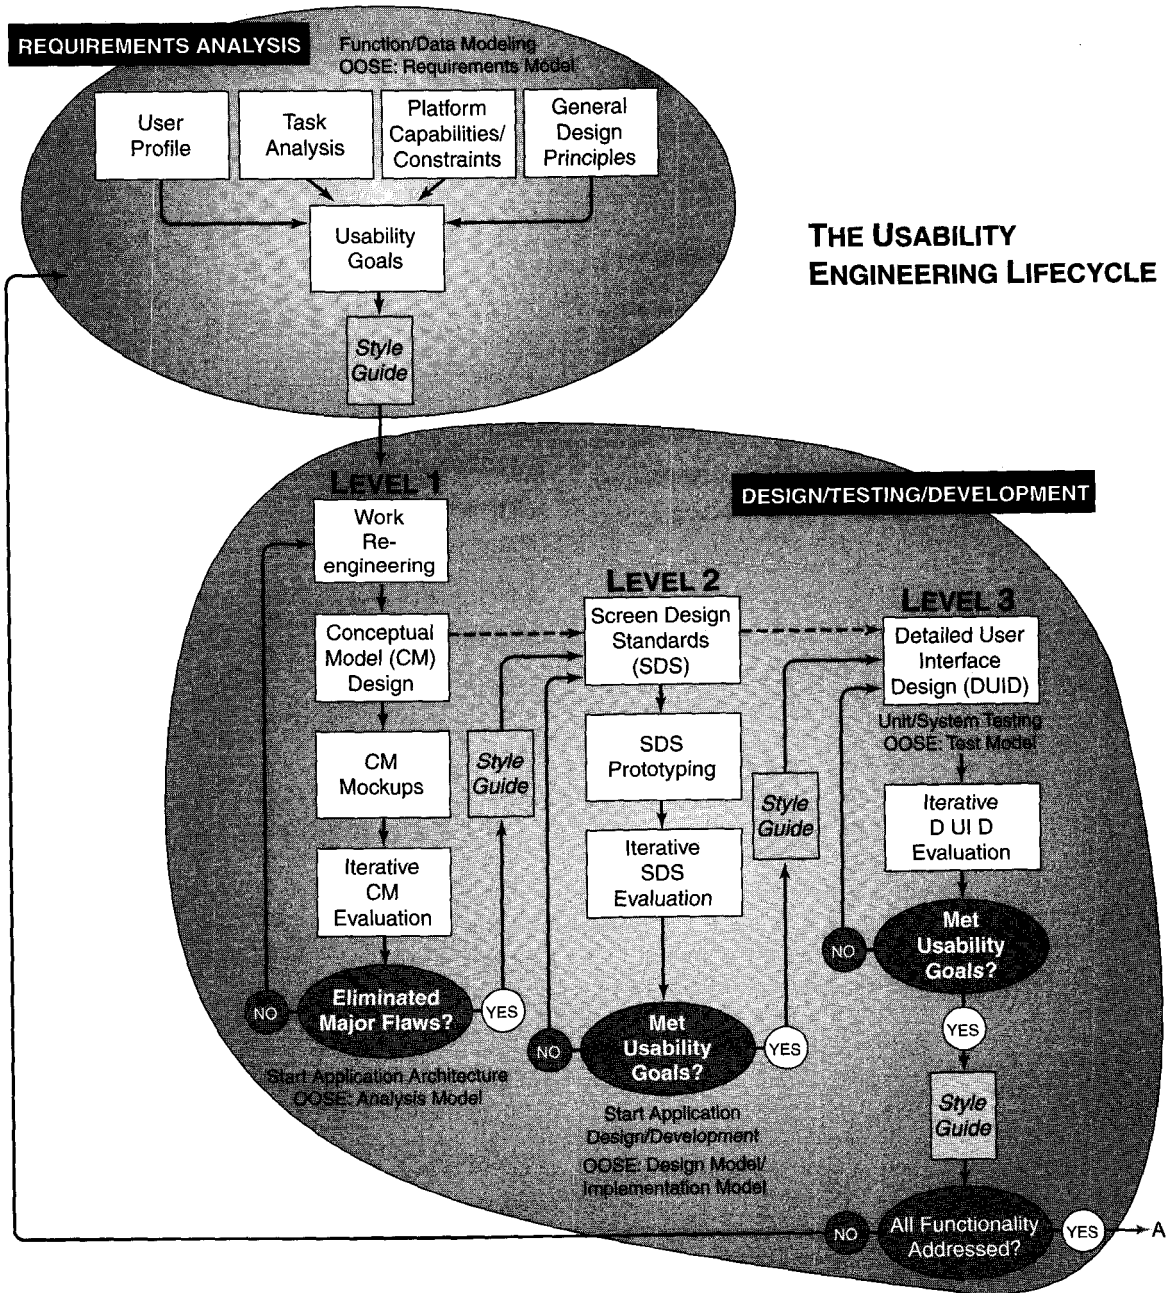 REQUIREMENTS ANALYSIS
Function/Data Modeling
OOSE: Requirements Model
User
Profile
Task
Analysis
Platform
Capabilities/
Constraints
General
Design
Principles
Usability
Goals
Style
Guide
THE USABILITY
ENGINEERING LIFECYCLE
DESIGN/TESTING/DEVELOPMENT
LEVEL 1
Work
Re-
engineering
Conceptual
Model (CM)
Design
CM
Mockups
Iterative
CM
Evaluation
NO
Eliminated
Major Flaws?
YES
Start Application Architecture
OOSE: Analysis Model
Style
Guide
LEVEL 2
Screen Design
Standards
(SDS)
SDS
Prototyping
Iterative
SDS
Evaluation
NO
Met
Usability
Goals?
YES
Start Application
Design/Development
OOSE: Design Model/
Implementation Model
Style
Guide
LEVEL 3
Detailed User
Interface
Design (DUID)
Unit/System Testing
OOSE: Test Model
Iterative
D UI D
Evaluation
NO
Met
Usability
Goals?
YES
Style
Guide
NO
All Functionality
Addressed?
YES
A